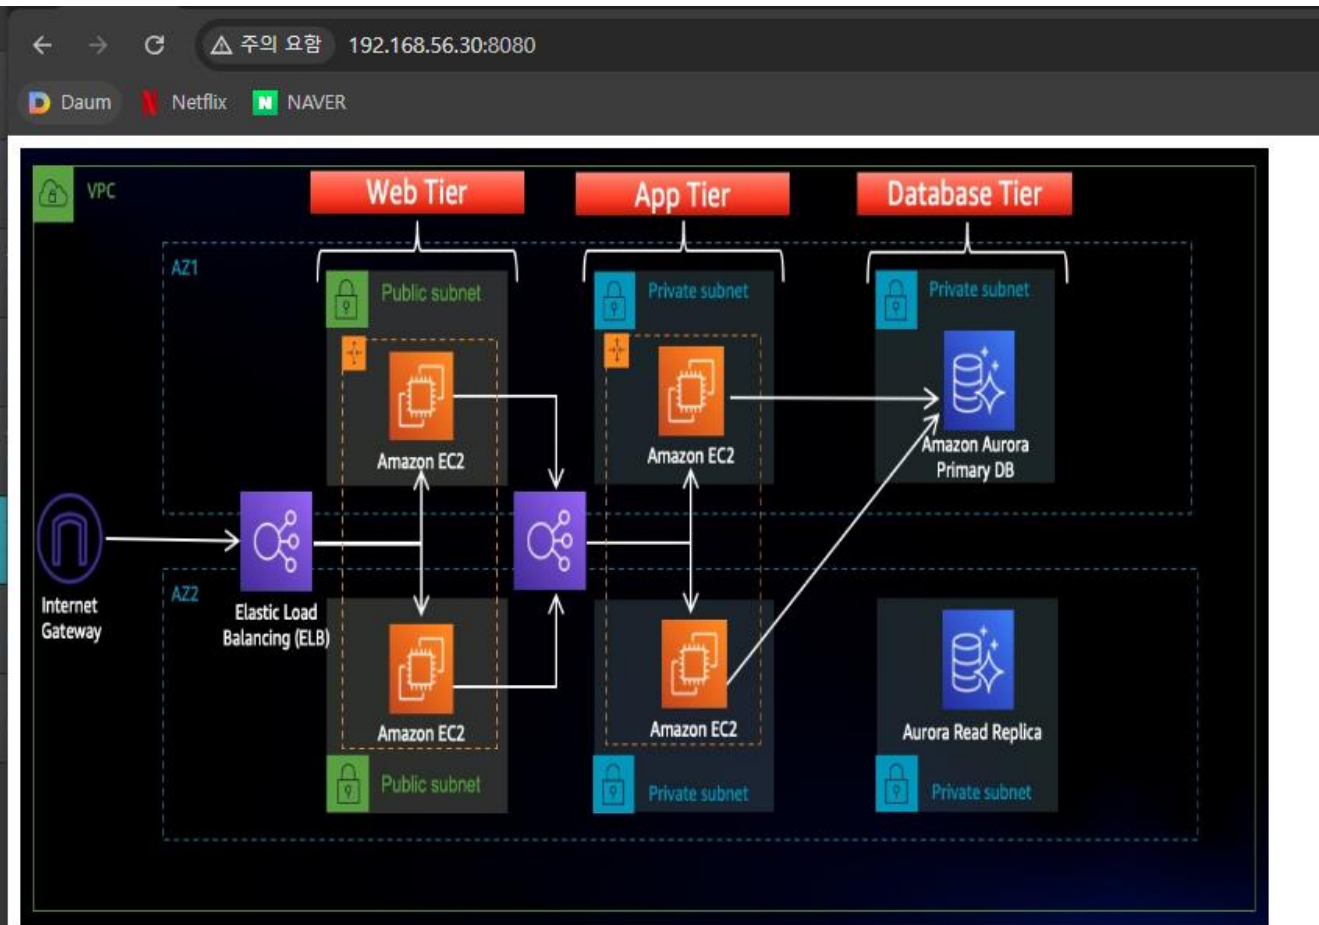 주의 요함
192.168.56.30:8080
Daum
Netflix
N
NAVER
VPC
Web Tier
App Tier
Database Tier
AZ1
Public subnet
Private subnet
Private subnet
Amazon EC2
Amazon EC2
Amazon Aurora
Primary DB
Internet
Gateway
Elastic Load
Balancing (ELB)
AZ2
Amazon EC2
Amazon EC2
Aurora Read Replica
Public subnet
Private subnet
Private subnet